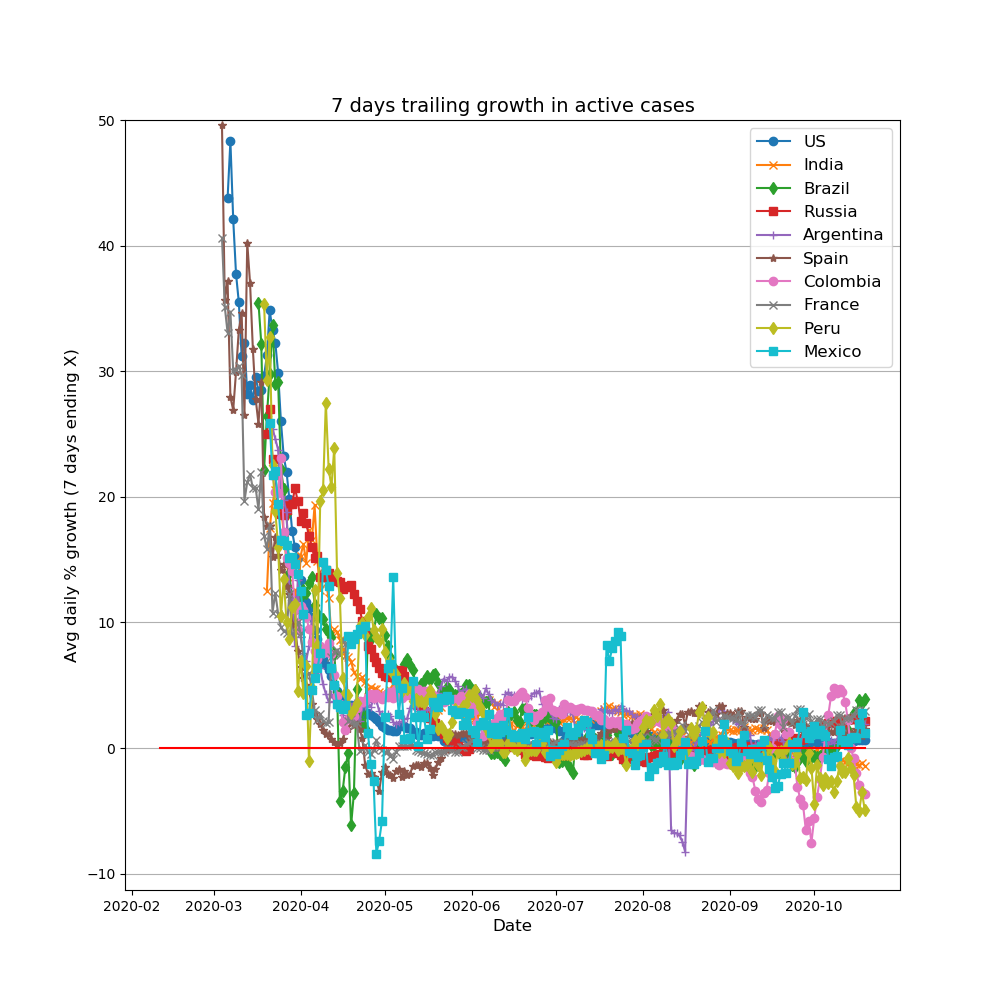 7 days trailing growth in active cases
Avg daily % growth (7 days ending X)
50
40
30
20
10
0
−10
US
India
Brazil
Russia
Argentina
Spain
Colombia
France
Peru
Mexico
2020-02 2020-03 2020-04 2020-05 2020-06 2020-07 2020-08 2020-09 2020-10
Date